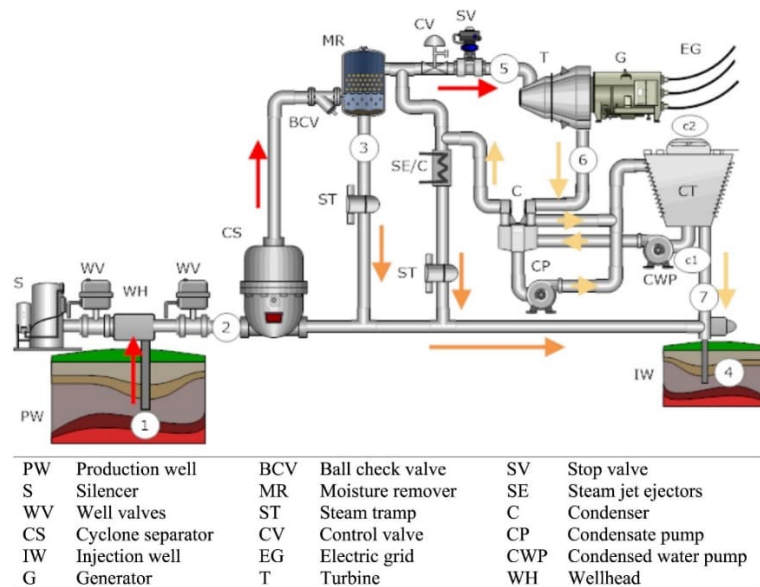 CV
SV
MR
5
T
G
EG
BCV
3
6
c2
SE/C
C
CT
ST
CS
CP
CWP
c1
S
WV
WH
WV
ST
7
2
IW
4
PW
1
PW Production well BCV Ball check valve SV Stop valve
S Silencer MR Moisture remover SE Steam jet ejectors
WV Well valves ST Steam tramp C Condenser
CS Cyclone separator CV Control valve CP Condensate pump
IW Injection well EG Electric grid CWP Condensed water pump
G Generator T Turbine WH Wellhead